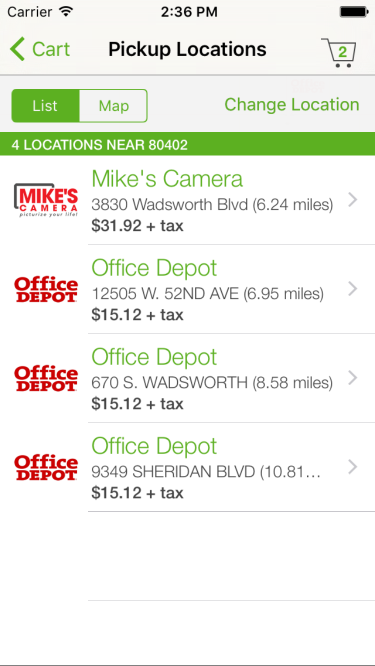 Carrier 2:36 PM
Cart Pickup Locations 2
List Map Change Location
4 LOCATIONS NEAR 80402
MIKE'S
CAMERA
picturize your life!
Mike's Camera
3830 Wadsworth Blvd (6.24 miles)
$31.92 + tax
Office
DEPOT
Office Depot
12505 W. 52ND AVE (6.95 miles)
$15.12 + tax
Office
DEPOT
Office Depot
670 S. WADSWORTH (8.58 miles)
$15.12 + tax
Office
DEPOT
Office Depot
9349 SHERIDAN BLVD (10.81...
$15.12 + tax